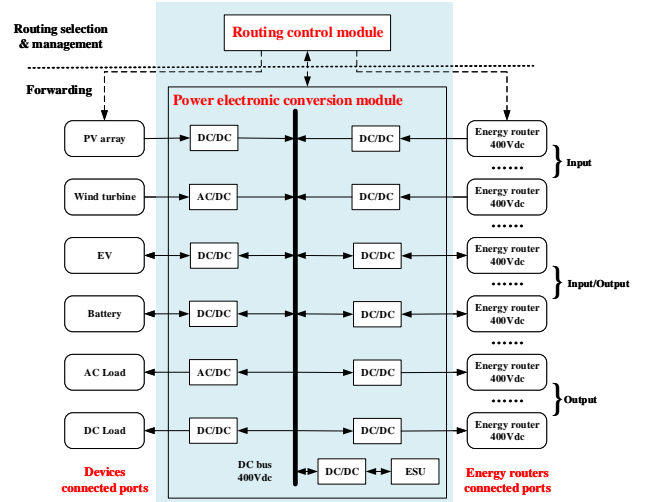 Routing selection
& management
Routing control module
Forwarding
Power electronic conversion module
PV array
DC/DC
DC/DC
Energy router
400Vdc
Input
......
Wind turbine
AC/DC
DC/DC
Energy router
400Vdc
......
EV
DC/DC
DC/DC
Energy router
400Vdc
Input/Output
......
Battery
DC/DC
DC/DC
Energy router
400Vdc
......
AC Load
AC/DC
DC/DC
Energy router
400Vdc
Output
......
DC Load
DC/DC
DC/DC
Energy router
400Vdc
Devices
connected ports
DC bus
400Vdc
DC/DC
ESU
Energy routers
connected ports